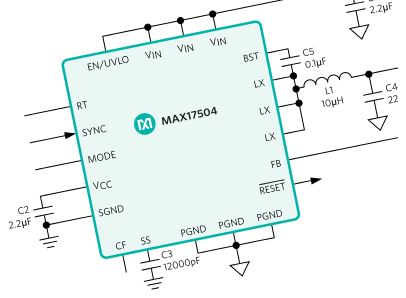 2.2µF
EN/UVLO
VIN
VIN
VIN
BST
C5
0.1µF
LX
RT
SYNC
MAX17504
LX
L1
10µH
C4
22
MODE
LX
VCC
FB
C2
2.2µF
SGND
RESET
CF
SS
PGND
PGND
PGND
C3
12000pF